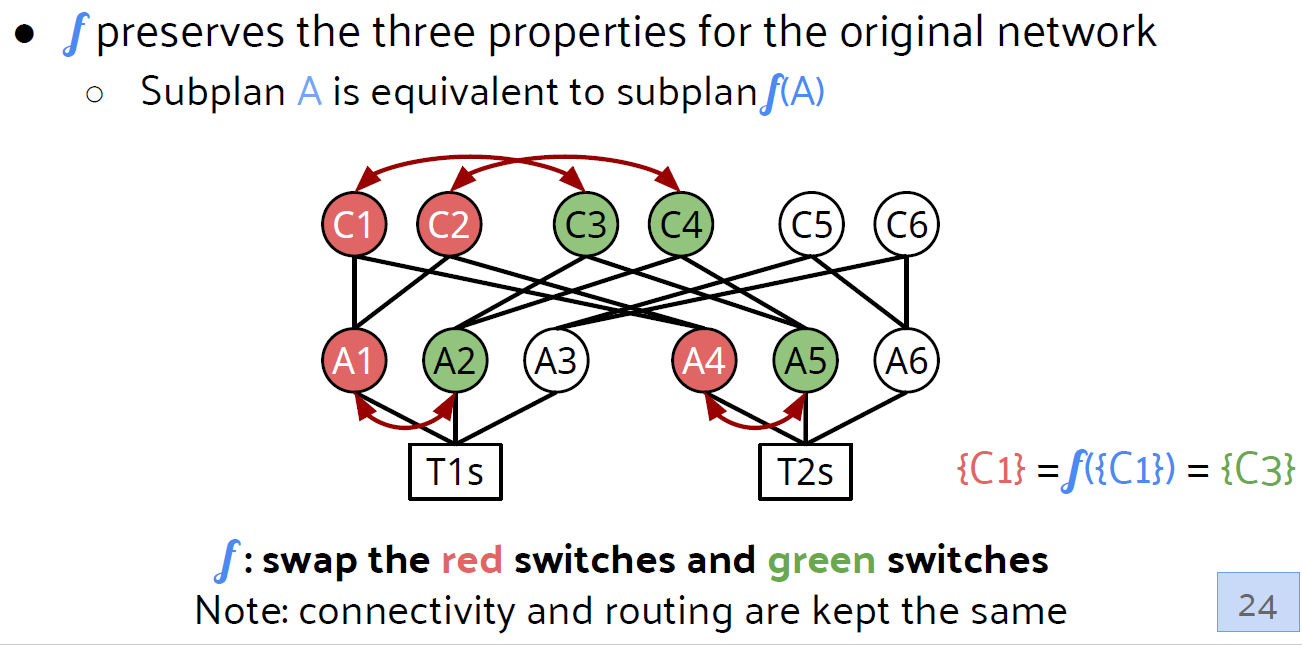 ● f preserves the three properties for the original network
○ Subplan A is equivalent to subplan f(A)
C1 C2 C3 C4 C5 C6
A1 A2 A3 A4 A5 A6
T1s T2s
{C1} = f({C1}) = {C3}
f: swap the red switches and green switches
Note: connectivity and routing are kept the same
24